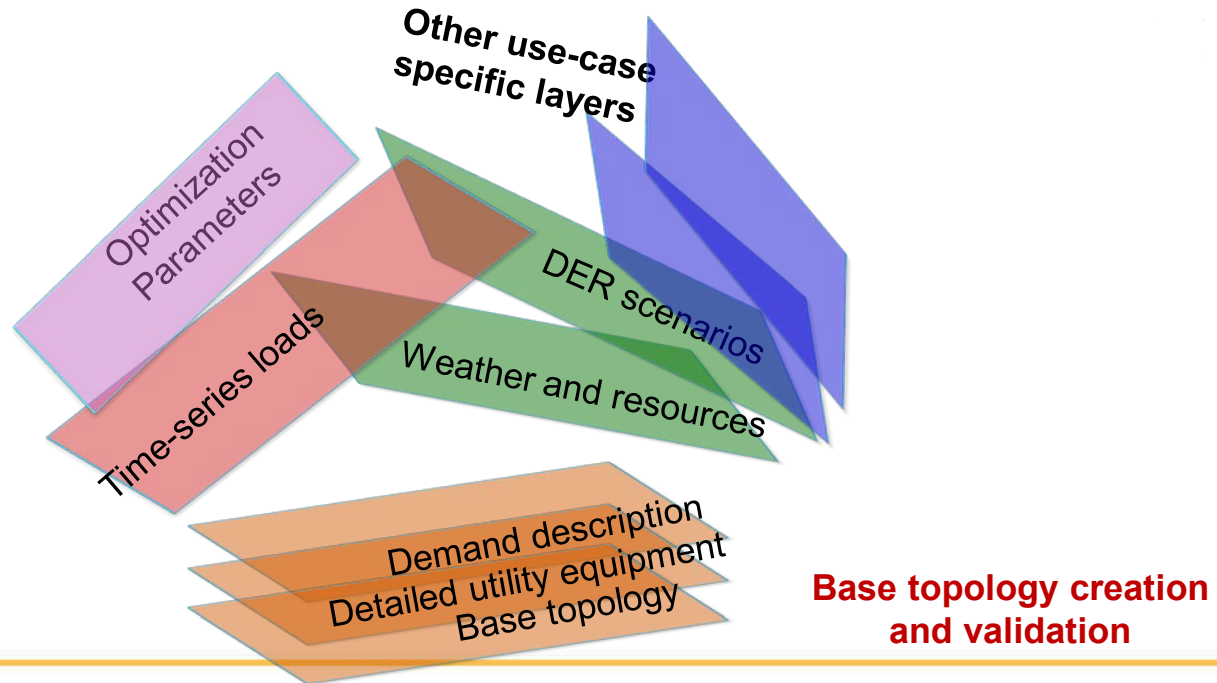 Other use-case
specific layers
Optimization
Parameters
DER scenarios
Time-series loads
Weather and resources
Demand description
Detailed utility equipment
Base topology
Base topology creation
and validation